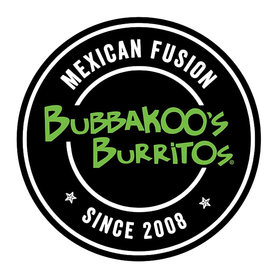 MEXICAN FUSION
BUBBAKOO'S
BURRITOS®
SINCE 2008